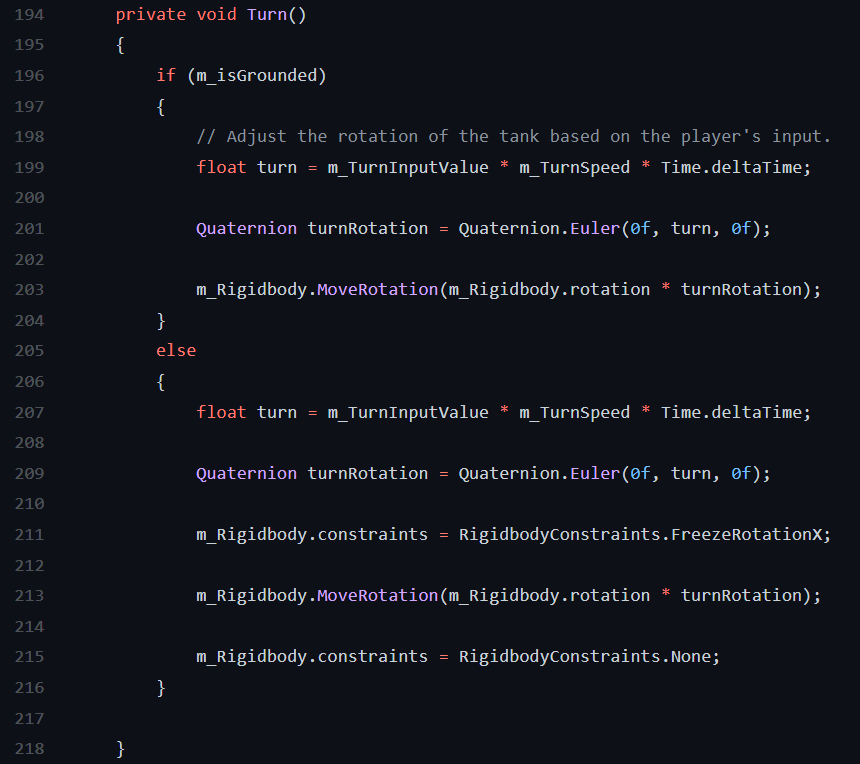 194 private void Turn()
195 {
196 if (m_isGrounded)
197 {
198 // Adjust the rotation of the tank based on the player's input.
199 float turn = m_TurnInputValue * m_TurnSpeed * Time.deltaTime;
200
201 Quaternion turnRotation = Quaternion.Euler(0f, turn, 0f);
202
203 m_Rigidbody.MoveRotation(m_Rigidbody.rotation * turnRotation);
204 }
205 else
206 {
207 float turn = m_TurnInputValue * m_TurnSpeed * Time.deltaTime;
208
209 Quaternion turnRotation = Quaternion.Euler(0f, turn, 0f);
210
211 m_Rigidbody.constraints = RigidbodyConstraints.FreezeRotationX;
212
213 m_Rigidbody.MoveRotation(m_Rigidbody.rotation * turnRotation);
214
215 m_Rigidbody.constraints = RigidbodyConstraints.None;
216 }
217
218 }